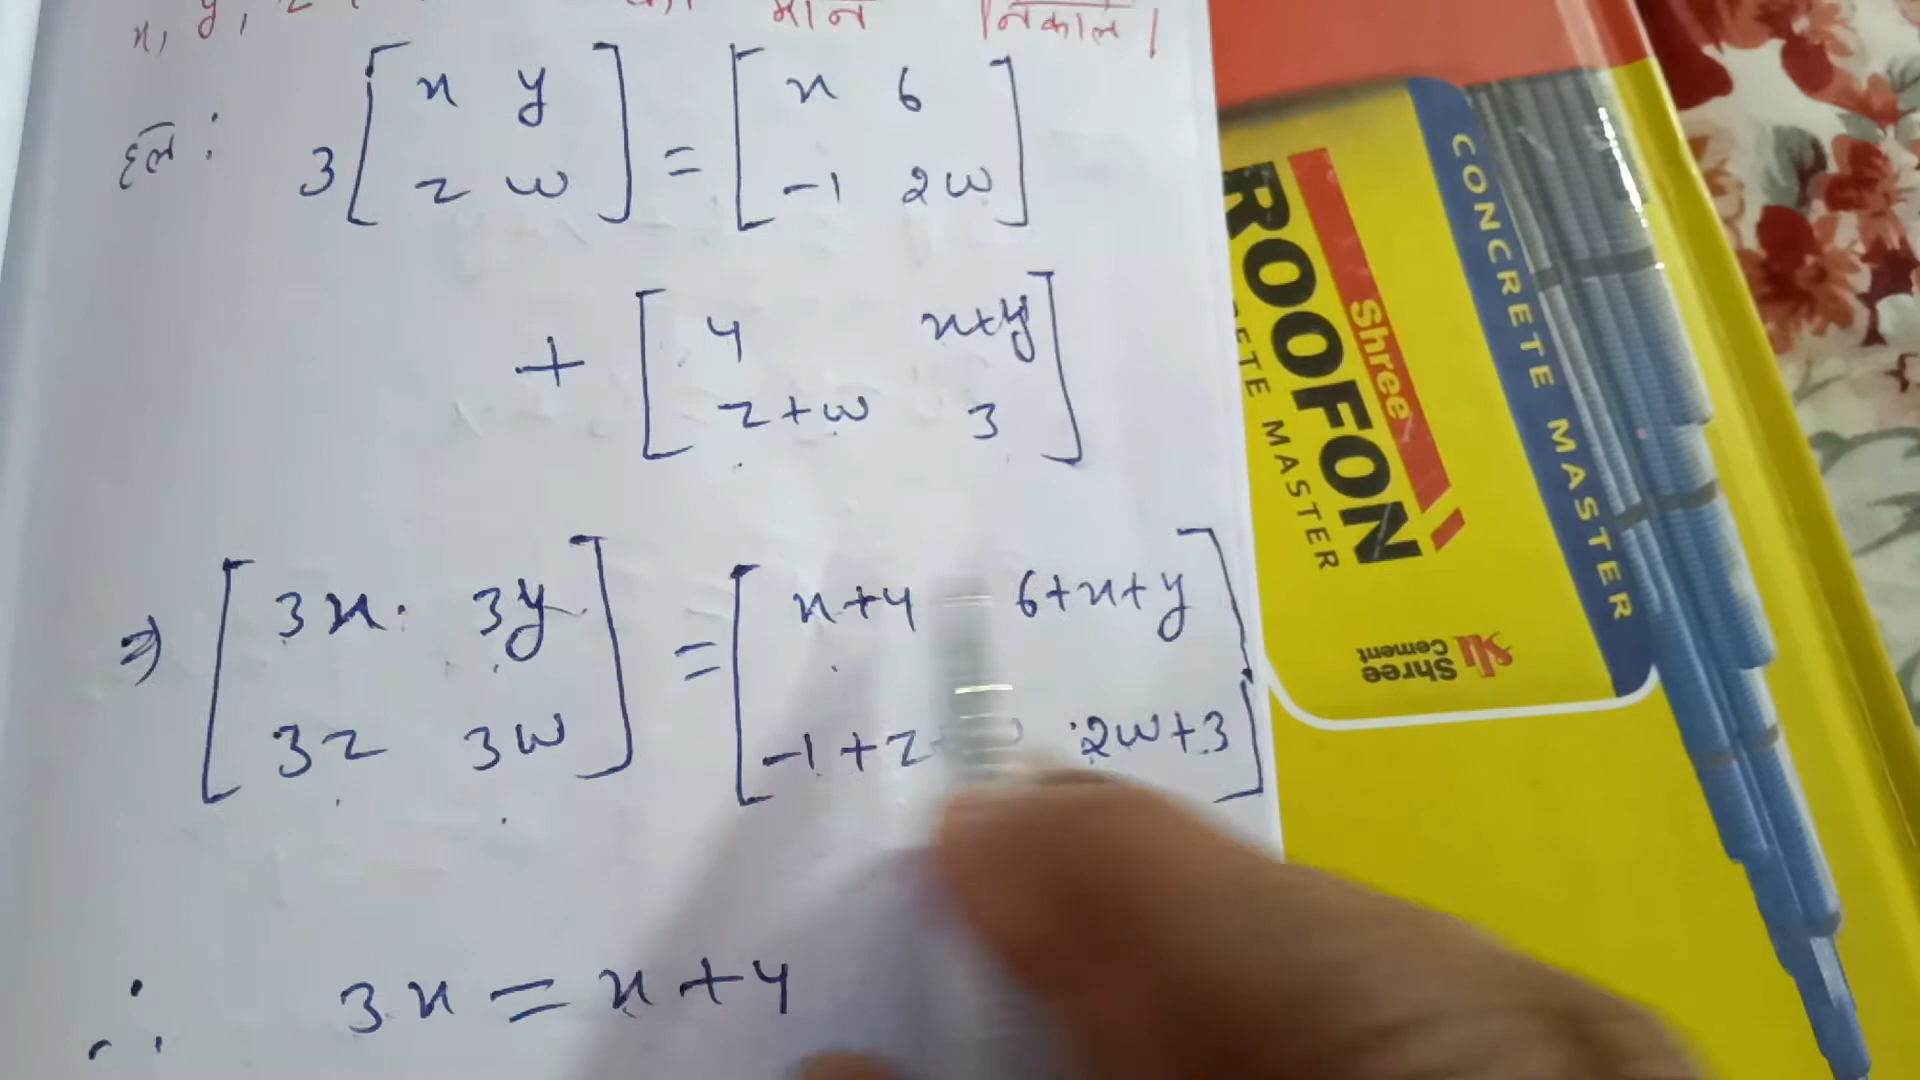 x, y, z मान निकालें।
हल: 3 [x y; z w] = [x 6; -1 2w]
+ [4 x+y; z+w 3]
⇒ [3x 3y; 3z 3w] = [x+4 6+x+y; -1+z 2w+3]
∴ 3x = x+4
CONCRETE MASTER
Shree
ROOFON
ETE MASTER
Shree
Cement